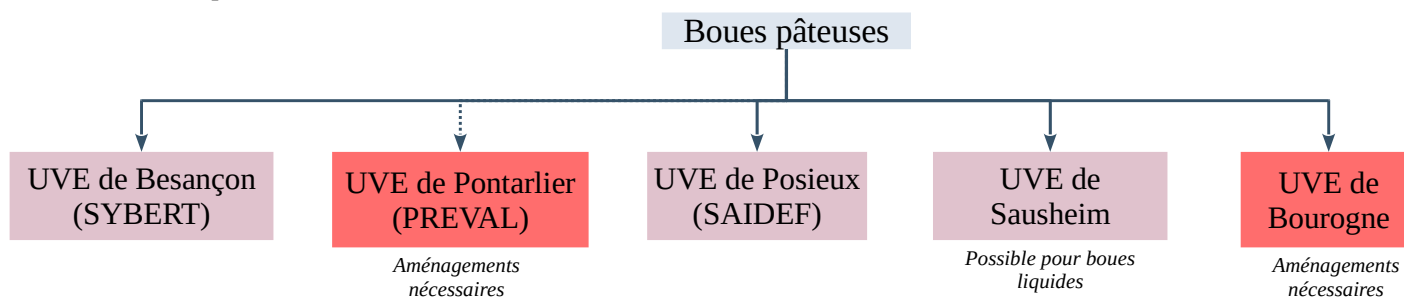 Boues pâteuses
UVE de Besançon
(SYBERT)
UVE de Pontarlier
(PREVAL)
Aménagements
nécessaires
UVE de Posieux
(SAIDEF)
UVE de
Sausheim
Possible pour boues
liquides
UVE de
Bourogne
Aménagements
nécessaires